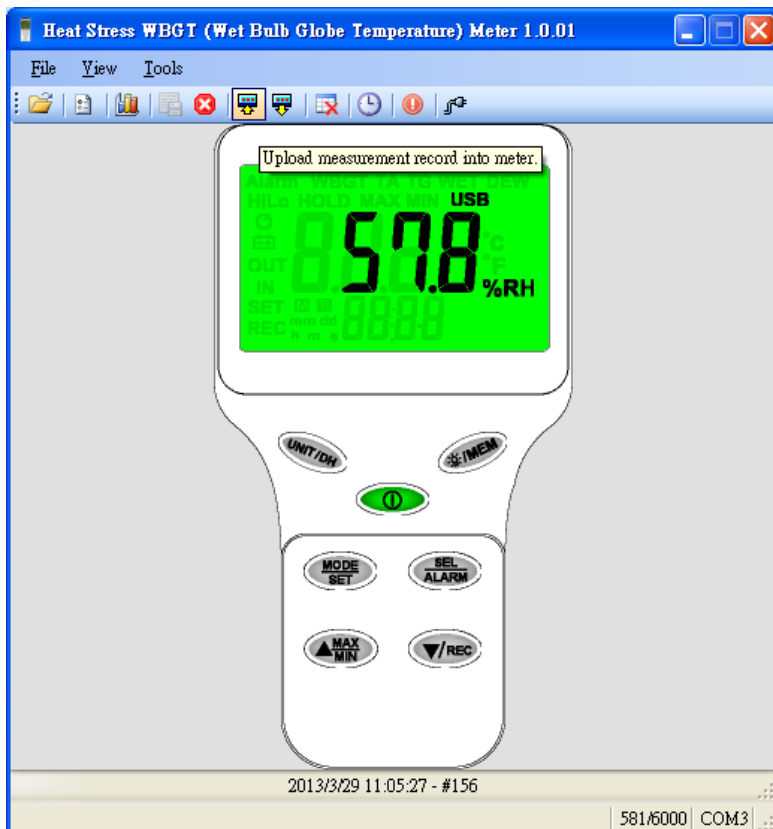 Heat Stress WBGT (Wet Bulb Globe Temperature) Meter 1.0.01
File View Tools
Upload measurement record into meter.
Alarm WBGT TA TG WET DEW
HiLo HOLD MAX MIN USB
57.8
°C
OUT °F
IN %RH
SET
REC mm dd 88:88
h m s
UNIT/DH
/MEM
MODE
SET
SEL
ALARM
▲MAX
MIN
▼/REC
2013/3/29 11:05:27 - #156
581/6000 COM3